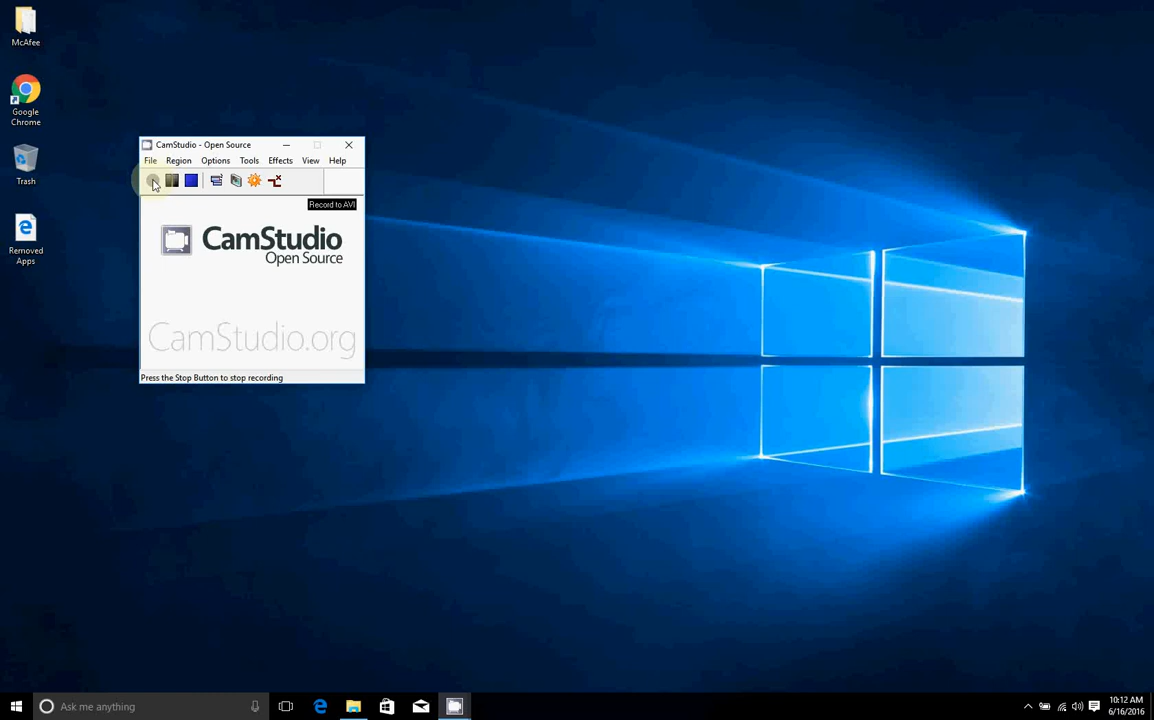 McAfee
Google
Chrome
Trash
Removed
Apps
CamStudio - Open Source
File Region Options Tools Effects View Help
Record to AVI
CamStudio
Open Source
CamStudio.org
Press the Stop Button to stop recording
Ask me anything
10:12 AM
6/16/2016